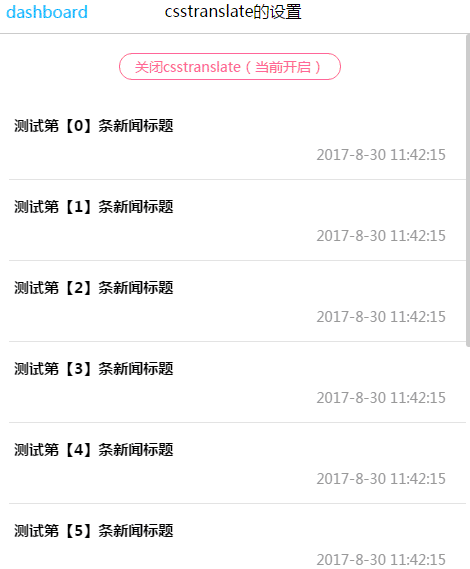 dashboard csstranslate的设置
关闭csstranslate（当前开启）
测试第【0】条新闻标题
2017-8-30 11:42:15
测试第【1】条新闻标题
2017-8-30 11:42:15
测试第【2】条新闻标题
2017-8-30 11:42:15
测试第【3】条新闻标题
2017-8-30 11:42:15
测试第【4】条新闻标题
2017-8-30 11:42:15
测试第【5】条新闻标题
2017-8-30 11:42:15